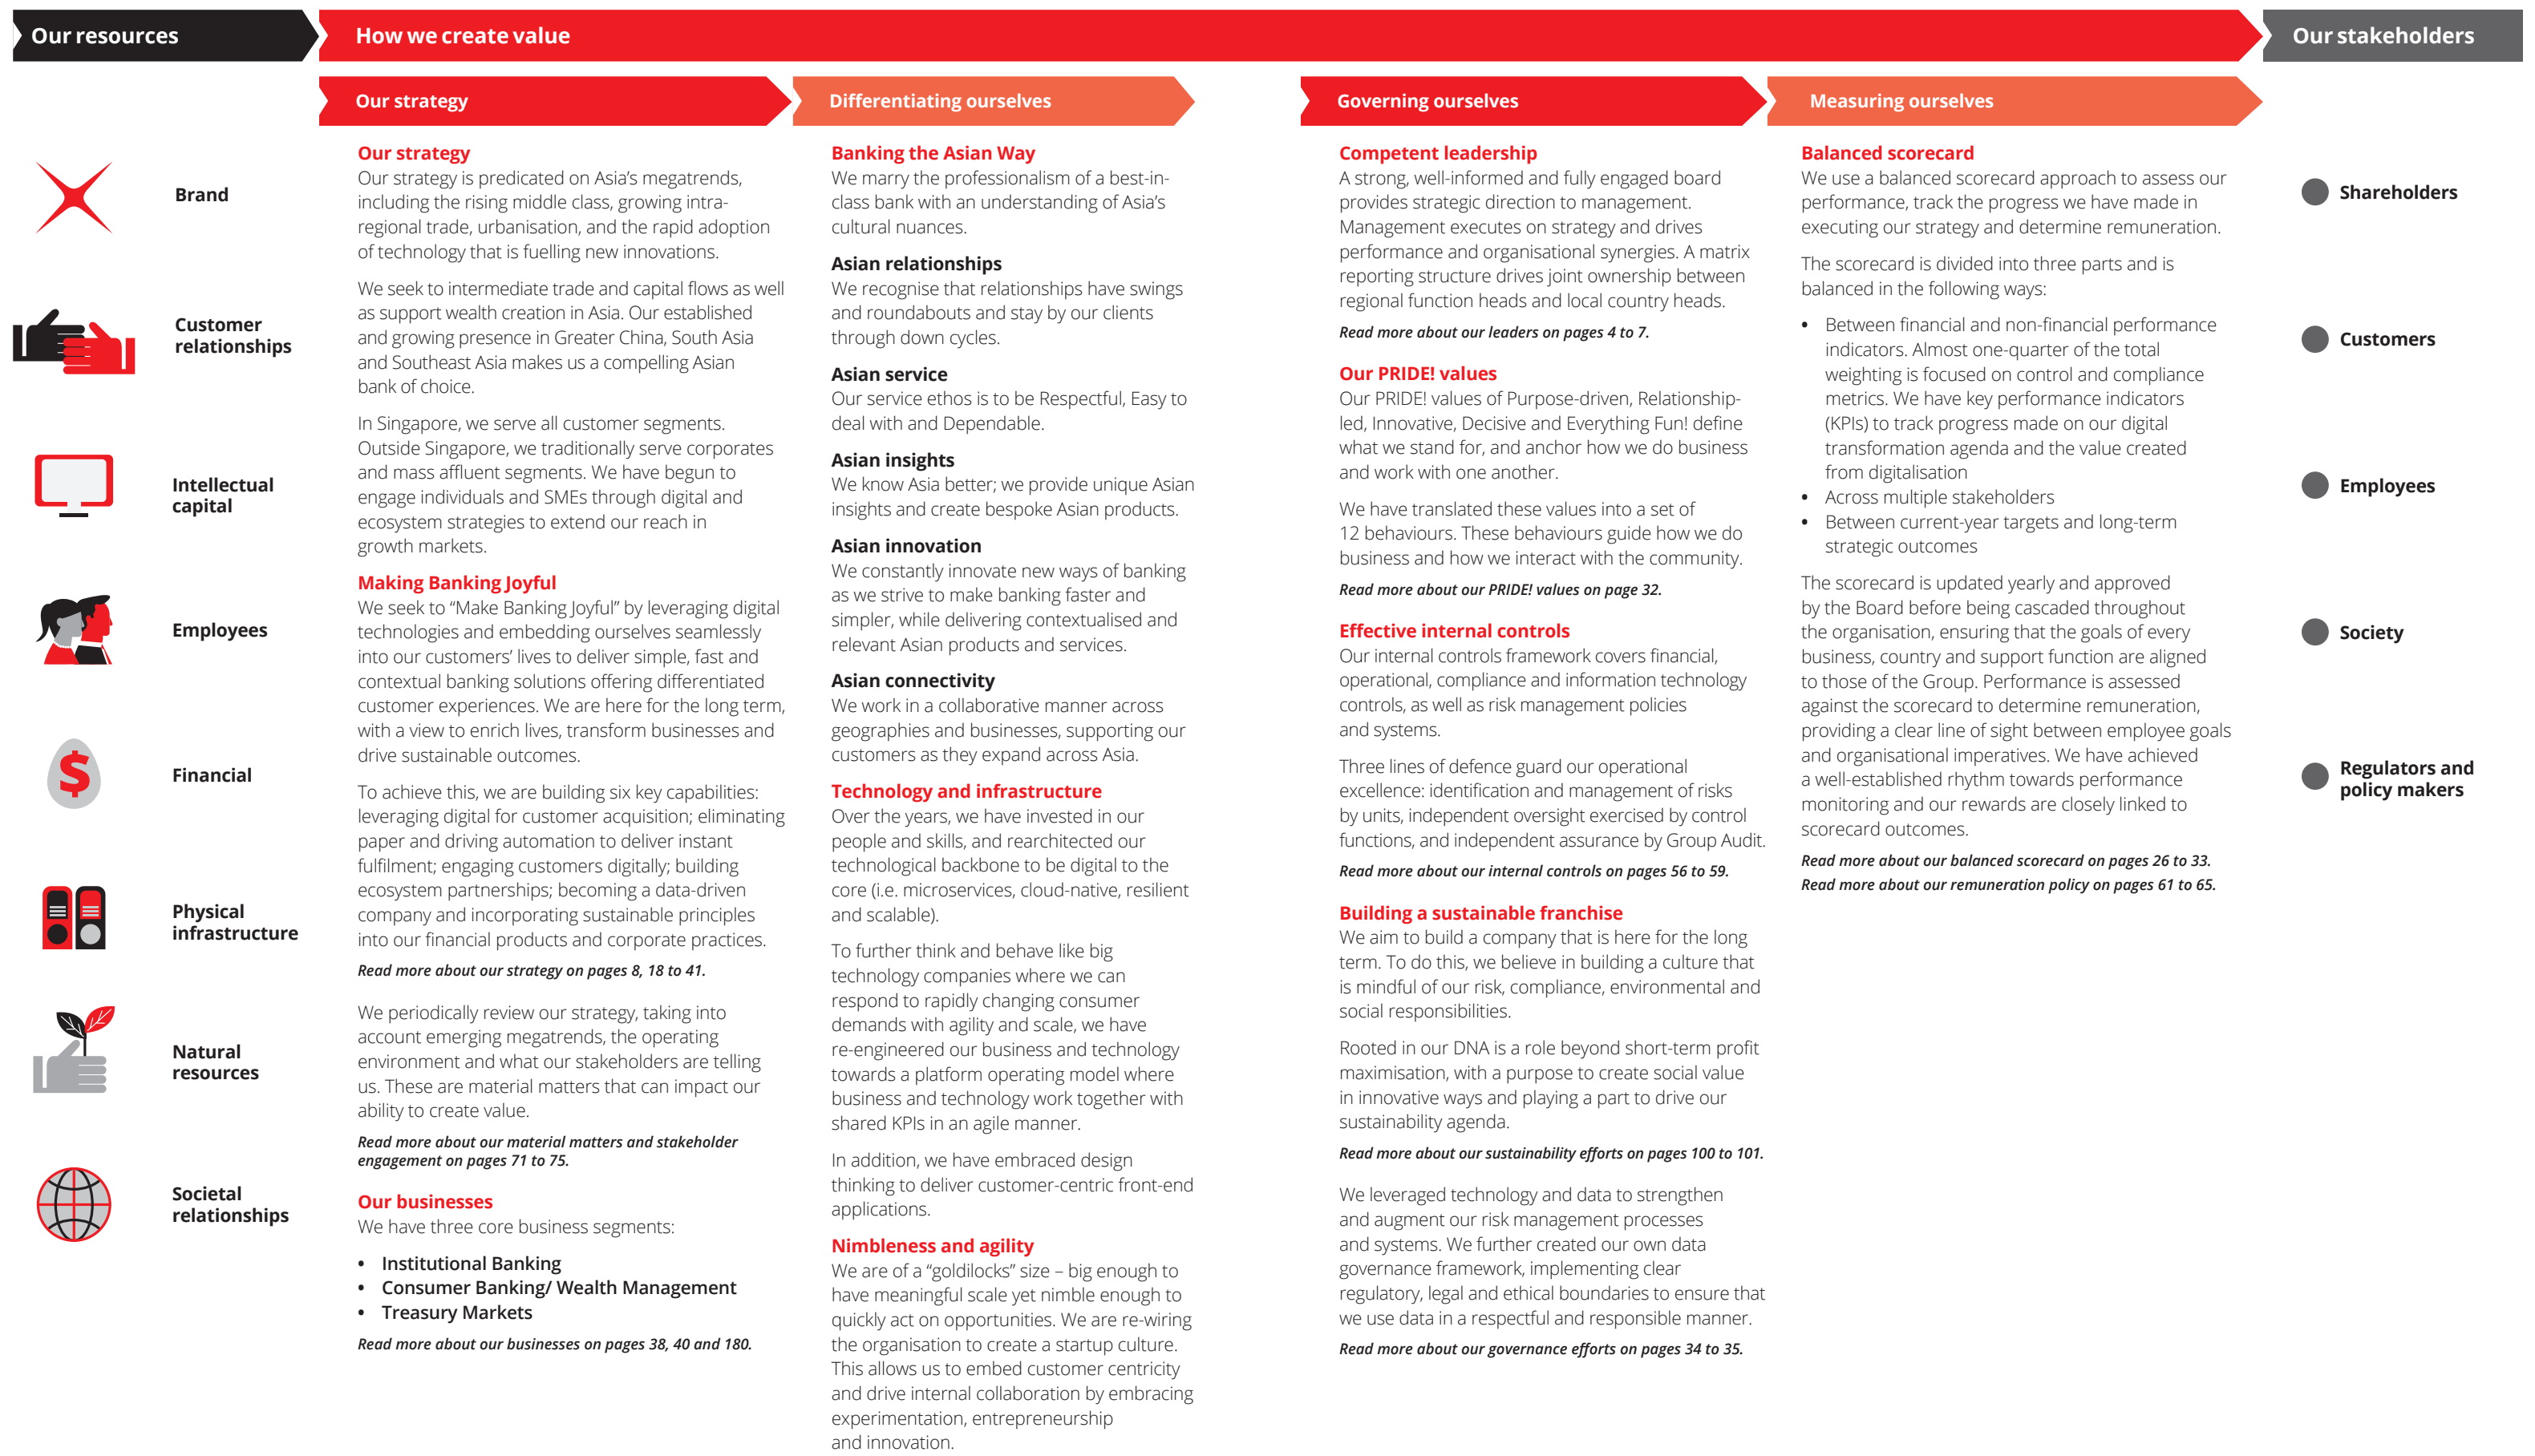 Our resources
How we create value
Our stakeholders
Our strategy
Differentiating ourselves
Governing ourselves
Measuring ourselves
Brand
Customer
relationships
Intellectual
capital
Employees
Financial
Physical
infrastructure
Natural
resources
Societal
relationships
Our strategy
Our strategy is predicated on Asia’s megatrends,
including the rising middle class, growing intra-
regional trade, urbanisation, and the rapid adoption
of technology that is fuelling new innovations.
We seek to intermediate trade and capital flows as well
as support wealth creation in Asia. Our established
and growing presence in Greater China, South Asia
and Southeast Asia makes us a compelling Asian
bank of choice.
In Singapore, we serve all customer segments.
Outside Singapore, we traditionally serve corporates
and mass affluent segments. We have begun to
engage individuals and SMEs through digital and
ecosystem strategies to extend our reach in
growth markets.
Making Banking Joyful
We seek to “Make Banking Joyful” by leveraging digital
technologies and embedding ourselves seamlessly
into our customers’ lives to deliver simple, fast and
contextual banking solutions offering differentiated
customer experiences. We are here for the long term,
with a view to enrich lives, transform businesses and
drive sustainable outcomes.
To achieve this, we are building six key capabilities:
leveraging digital for customer acquisition; eliminating
paper and driving automation to deliver instant
fulfilment; engaging customers digitally; building
ecosystem partnerships; becoming a data-driven
company and incorporating sustainable principles
into our financial products and corporate practices.
Read more about our strategy on pages 8, 18 to 41.
We periodically review our strategy, taking into
account emerging megatrends, the operating
environment and what our stakeholders are telling
us. These are material matters that can impact our
ability to create value.
Read more about our material matters and stakeholder
engagement on pages 71 to 75.
Our businesses
We have three core business segments:
• Institutional Banking
• Consumer Banking/ Wealth Management
• Treasury Markets
Read more about our businesses on pages 38, 40 and 180.
Banking the Asian Way
We marry the professionalism of a best-in-
class bank with an understanding of Asia’s
cultural nuances.
Asian relationships
We recognise that relationships have swings
and roundabouts and stay by our clients
through down cycles.
Asian service
Our service ethos is to be Respectful, Easy to
deal with and Dependable.
Asian insights
We know Asia better; we provide unique Asian
insights and create bespoke Asian products.
Asian innovation
We constantly innovate new ways of banking
as we strive to make banking faster and
simpler, while delivering contextualised and
relevant Asian products and services.
Asian connectivity
We work in a collaborative manner across
geographies and businesses, supporting our
customers as they expand across Asia.
Technology and infrastructure
Over the years, we have invested in our
people and skills, and rearchitected our
technological backbone to be digital to the
core (i.e. microservices, cloud-native, resilient
and scalable).
To further think and behave like big
technology companies where we can
respond to rapidly changing consumer
demands with agility and scale, we have
re-engineered our business and technology
towards a platform operating model where
business and technology work together with
shared KPIs in an agile manner.
In addition, we have embraced design
thinking to deliver customer-centric front-end
applications.
Nimbleness and agility
We are of a “goldilocks” size – big enough to
have meaningful scale yet nimble enough to
quickly act on opportunities. We are re-wiring
the organisation to create a startup culture.
This allows us to embed customer centricity
and drive internal collaboration by embracing
experimentation, entrepreneurship
and innovation.
Competent leadership
A strong, well-informed and fully engaged board
provides strategic direction to management.
Management executes on strategy and drives
performance and organisational synergies. A matrix
reporting structure drives joint ownership between
regional function heads and local country heads.
Read more about our leaders on pages 4 to 7.
Our PRIDE! values
Our PRIDE! values of Purpose-driven, Relationship-
led, Innovative, Decisive and Everything Fun! define
what we stand for, and anchor how we do business
and work with one another.
We have translated these values into a set of
12 behaviours. These behaviours guide how we do
business and how we interact with the community.
Read more about our PRIDE! values on page 32.
Effective internal controls
Our internal controls framework covers financial,
operational, compliance and information technology
controls, as well as risk management policies
and systems.
Three lines of defence guard our operational
excellence: identification and management of risks
by units, independent oversight exercised by control
functions, and independent assurance by Group Audit.
Read more about our internal controls on pages 56 to 59.
Building a sustainable franchise
We aim to build a company that is here for the long
term. To do this, we believe in building a culture that
is mindful of our risk, compliance, environmental and
social responsibilities.
Rooted in our DNA is a role beyond short-term profit
maximisation, with a purpose to create social value
in innovative ways and playing a part to drive our
sustainability agenda.
Read more about our sustainability efforts on pages 100 to 101.
We leveraged technology and data to strengthen
and augment our risk management processes
and systems. We further created our own data
governance framework, implementing clear
regulatory, legal and ethical boundaries to ensure that
we use data in a respectful and responsible manner.
Read more about our governance efforts on pages 34 to 35.
Balanced scorecard
We use a balanced scorecard approach to assess our
performance, track the progress we have made in
executing our strategy and determine remuneration.
The scorecard is divided into three parts and is
balanced in the following ways:
• Between financial and non-financial performance
indicators. Almost one-quarter of the total
weighting is focused on control and compliance
metrics. We have key performance indicators
(KPIs) to track progress made on our digital
transformation agenda and the value created
from digitalisation
• Across multiple stakeholders
• Between current-year targets and long-term
strategic outcomes
The scorecard is updated yearly and approved
by the Board before being cascaded throughout
the organisation, ensuring that the goals of every
business, country and support function are aligned
to those of the Group. Performance is assessed
against the scorecard to determine remuneration,
providing a clear line of sight between employee goals
and organisational imperatives. We have achieved
a well-established rhythm towards performance
monitoring and our rewards are closely linked to
scorecard outcomes.
Read more about our balanced scorecard on pages 26 to 33.
Read more about our remuneration policy on pages 61 to 65.
Shareholders
Customers
Employees
Society
Regulators and
policy makers